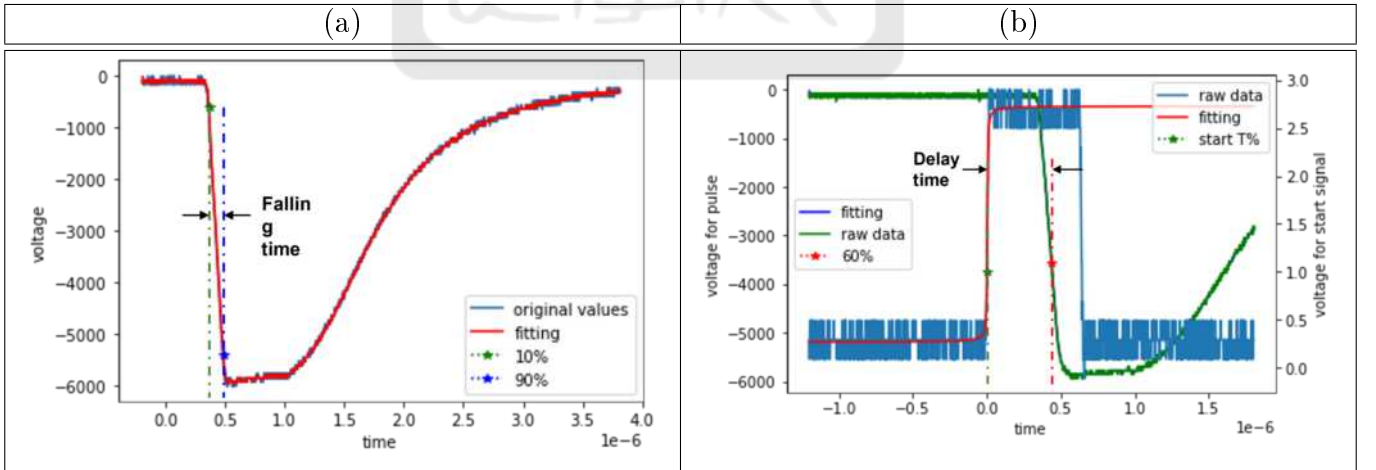 (a)
(b)
0
−1000
−2000
−3000
−4000
−5000
−6000
voltage
Fallin
g
time
original values
fitting
10%
90%
0.0 0.5 1.0 1.5 2.0 2.5 3.0 3.5 4.0
time
1e−6
0
−1000
−2000
−3000
−4000
−5000
−6000
voltage for pulse
Delay
time
raw data
fitting
start T%
fitting
raw data
60%
3.0
2.5
2.0
1.5
1.0
0.5
0.0
voltage for start signal
−1.0 −0.5 0.0 0.5 1.0 1.5
time
1e−6